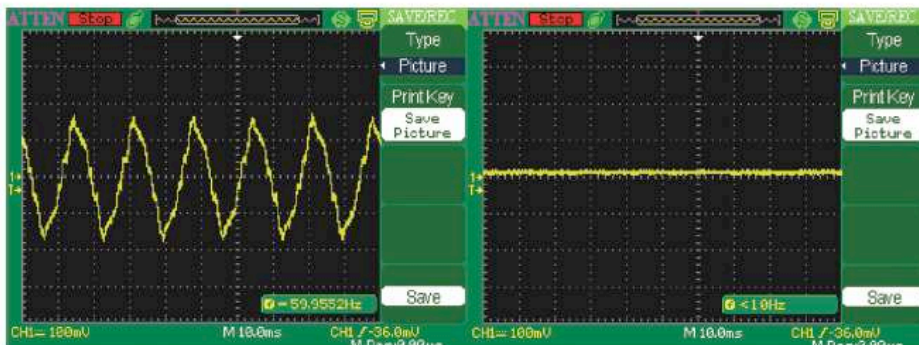 ATTEN Stop SAVE/REC
Type
Picture
Print Key
Save
Picture
1
T
f = 59.9552Hz
Save
CH1= 100mV M 10.0ms CH1 /-36.0mV
ATTEN Stop SAVE/REC
Type
Picture
Print Key
Save
Picture
1
T
f <10Hz
Save
CH1= 100mV M 10.0ms CH1 /-36.0mV